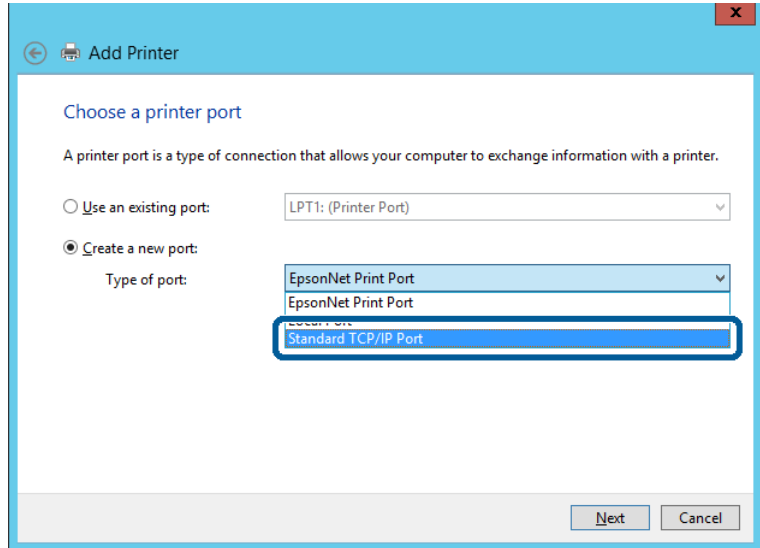 x
Add Printer
Choose a printer port
A printer port is a type of connection that allows your computer to exchange information with a printer.
Use an existing port: LPT1: (Printer Port)
Create a new port:
Type of port: EpsonNet Print Port
EpsonNet Print Port
Local Port
Standard TCP/IP Port
Next Cancel